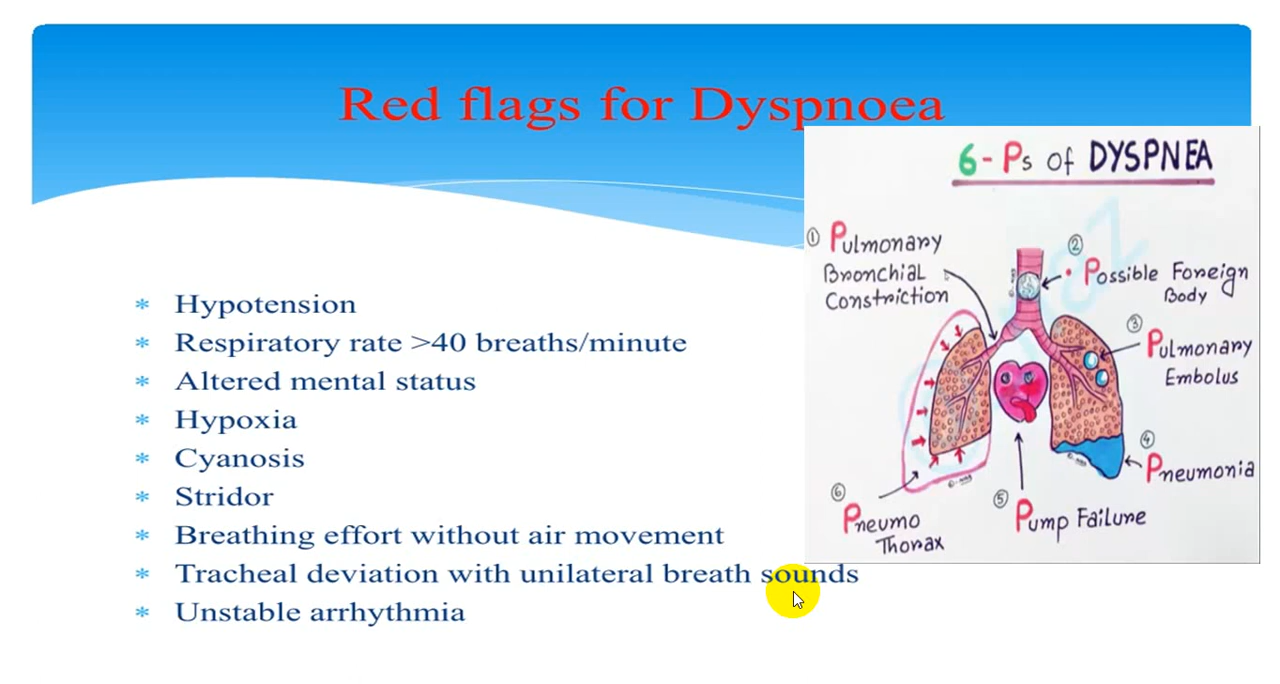 Red flags for Dyspnoea
* Hypotension
* Respiratory rate >40 breaths/minute
* Altered mental status
* Hypoxia
* Cyanosis
* Stridor
* Breathing effort without air movement
* Tracheal deviation with unilateral breath sounds
* Unstable arrhythmia
6-Ps of DYSPNEA
① Pulmonary
Bronchial
Constriction
②
Possible Foreign
Body
③
Pulmonary
Embolus
④
Pneumonia
⑤
Pump Failure
⑥
Pneumo
Thorax